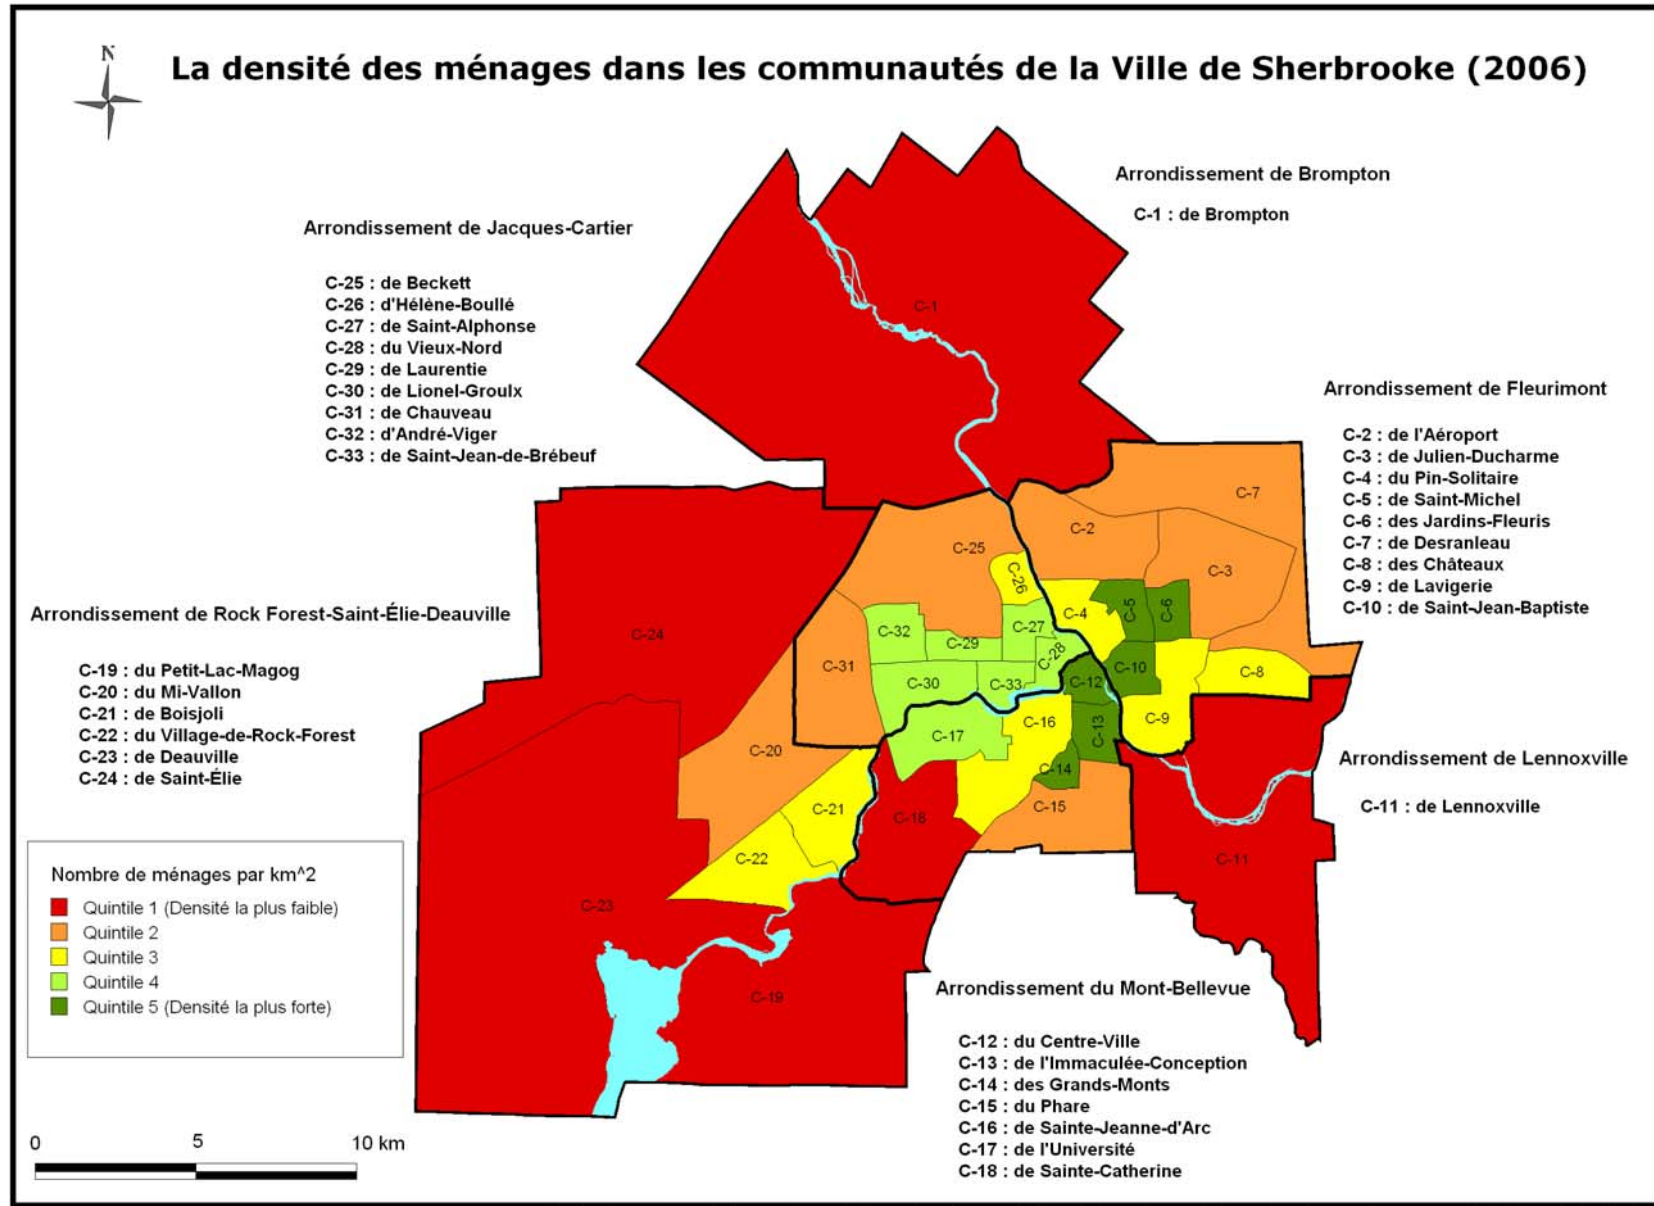 N
La densité des ménages dans les communautés de la Ville de Sherbrooke (2006)
Arrondissement de Brompton
C-1 : de Brompton
Arrondissement de Jacques-Cartier
C-25 : de Beckett
C-26 : d'Hélène-Boullé
C-27 : de Saint-Alphonse
C-28 : du Vieux-Nord
C-29 : de Laurentie
C-30 : de Lionel-Groulx
C-31 : de Chauveau
C-32 : d'André-Viger
C-33 : de Saint-Jean-de-Brébeuf
Arrondissement de Fleurimont
C-2 : de l'Aéroport
C-3 : de Julien-Ducharme
C-4 : du Pin-Solitaire
C-5 : de Saint-Michel
C-6 : des Jardins-Fleuris
C-7 : de Desranleau
C-8 : des Châteaux
C-9 : de Lavigerie
C-10 : de Saint-Jean-Baptiste
Arrondissement de Rock Forest-Saint-Élie-Deauville
C-19 : du Petit-Lac-Magog
C-20 : du Mi-Vallon
C-21 : de Boisjoli
C-22 : du Village-de-Rock-Forest
C-23 : de Deauville
C-24 : de Saint-Élie
Arrondissement de Lennoxville
C-11 : de Lennoxville
C-1
C-7
C-2
C-25
C-3
C-26
C-5
C-6
C-4
C-24
C-32
C-27
C-29
C-28
C-31
C-10
C-8
C-30
C-33
C-12
C-16
C-9
C-17
C-13
C-20
C-14
C-21
C-18
C-15
C-22
C-11
C-23
C-19
Nombre de ménages par km^2
Quintile 1 (Densité la plus faible)
Quintile 2
Quintile 3
Quintile 4
Quintile 5 (Densité la plus forte)
Arrondissement du Mont-Bellevue
C-12 : du Centre-Ville
C-13 : de l'Immaculée-Conception
C-14 : des Grands-Monts
C-15 : du Phare
C-16 : de Sainte-Jeanne-d'Arc
C-17 : de l'Université
C-18 : de Sainte-Catherine
0 5 10 km